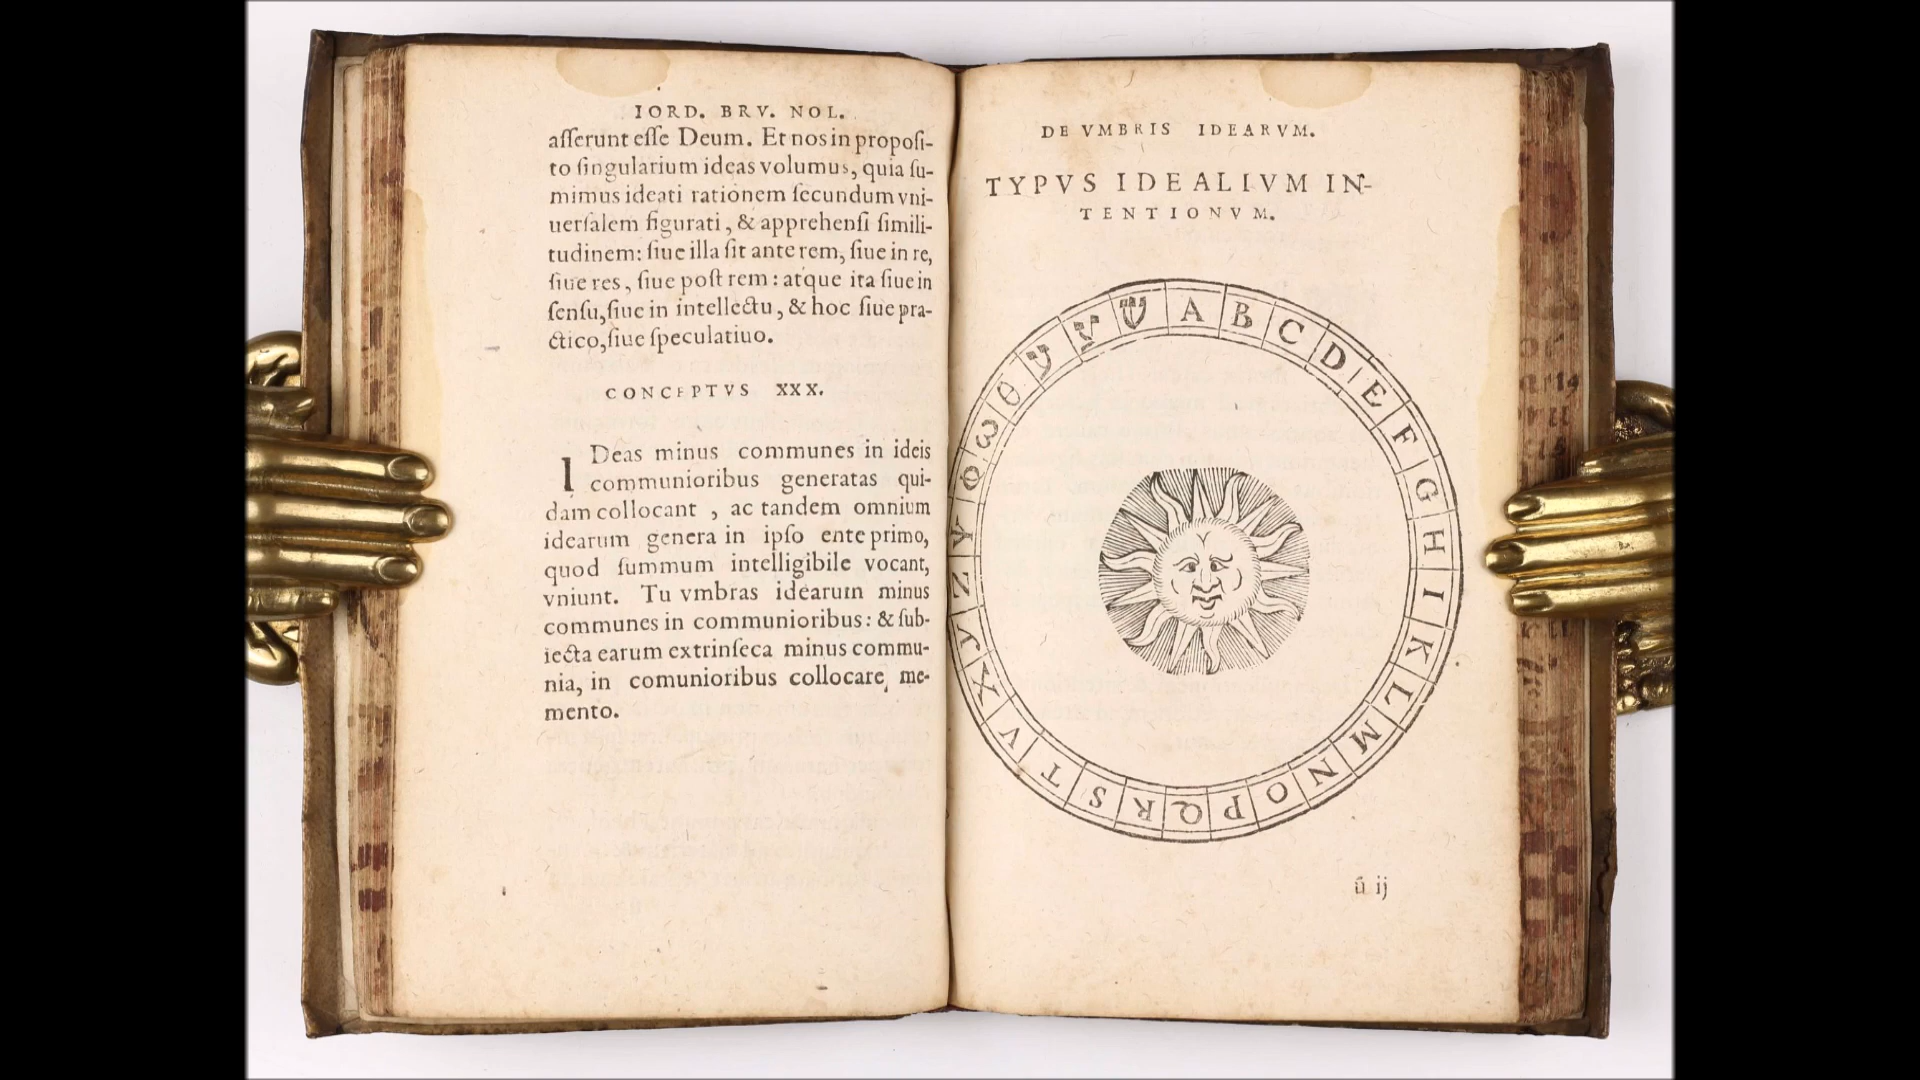 IORD. BRV. NOL.
aſſerunt eſſe Deum. Et nos in propoſi-
to ſingularium ideas volumus, quia ſu-
mimus ideati rationem ſecundum vni-
uerſalem figurati, & apprehenſi ſimili-
tudinem: ſiue illa ſit ante rem, ſiue in re,
ſiue res, ſiue poſt rem: atque ita ſiue in
ſenſu, ſiue in intellectu, & hoc ſiue pra-
ctico, ſiue ſpeculatiuo.
CONCEPTVS XXX.
IDeas minus communes in ideis
communioribus generatas qui-
dam collocant, ac tandem omnium
idearum genera in ipſo ente primo,
quod ſummum intelligibile vocant,
vniunt. Tu vmbras idearum minus
communes in communioribus: & ſub-
iecta earum extrinſeca minus commu-
nia, in comunioribus collocare, me-
mento.
DE VMBRIS IDEARVM.
TYPVS IDEALIVM IN-
TENTIONVM.
A B C D E F G H I K L M N O P Q R S T V X Y Z Ψ Φ ω Θ ע צ ש
ū ij